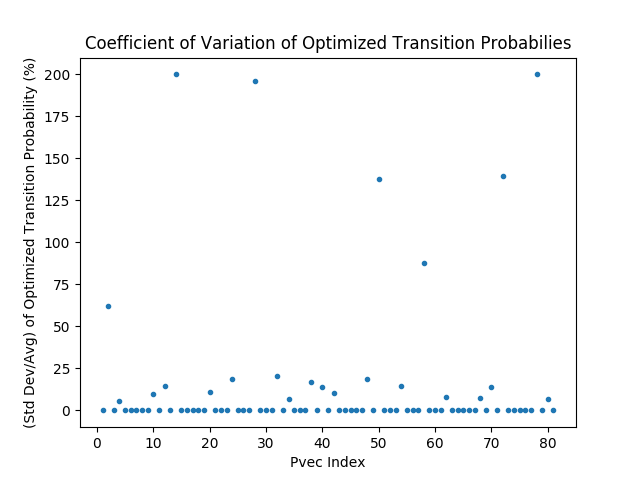 Coefficient of Variation of Optimized Transition Probabilies
(Std Dev/Avg) of Optimized Transition Probability (%)
200
175
150
125
100
75
50
25
0
0 10 20 30 40 50 60 70 80
Pvec Index